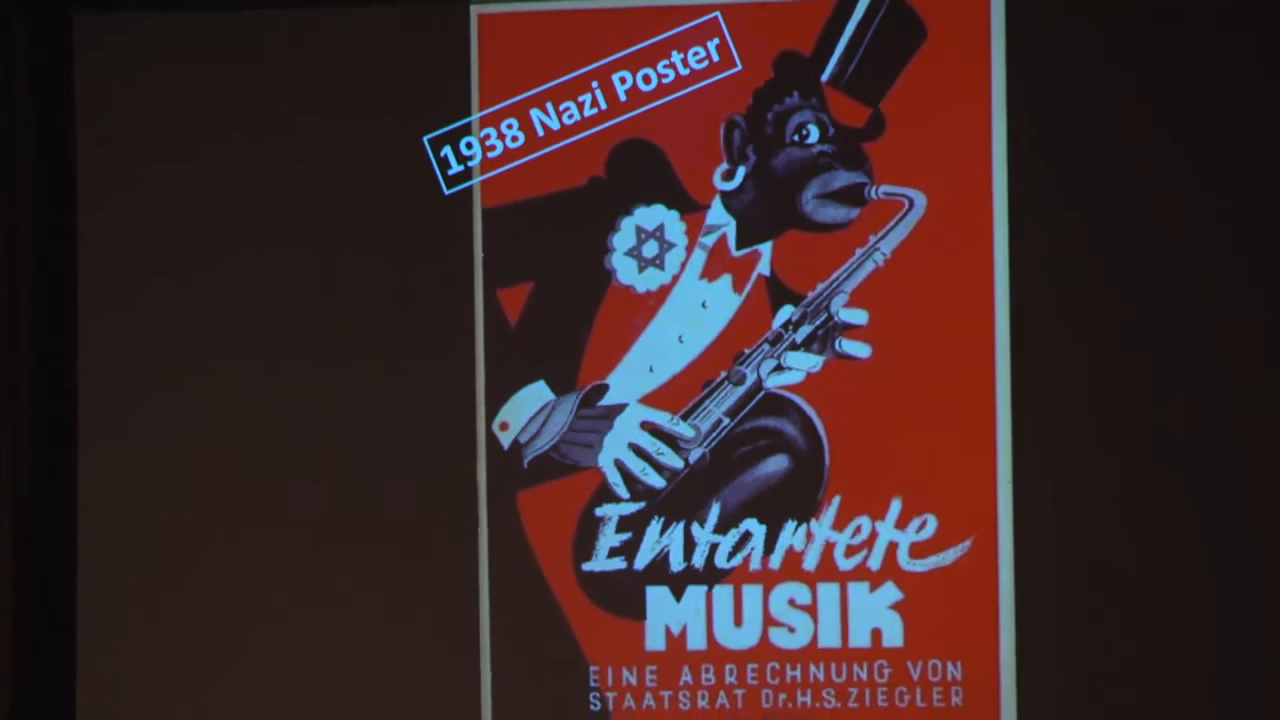 1938 Nazi Poster
Entartete
MUSIK
EINE ABRECHNUNG VON
STAATSRAT Dr.H.S.ZIEGLER